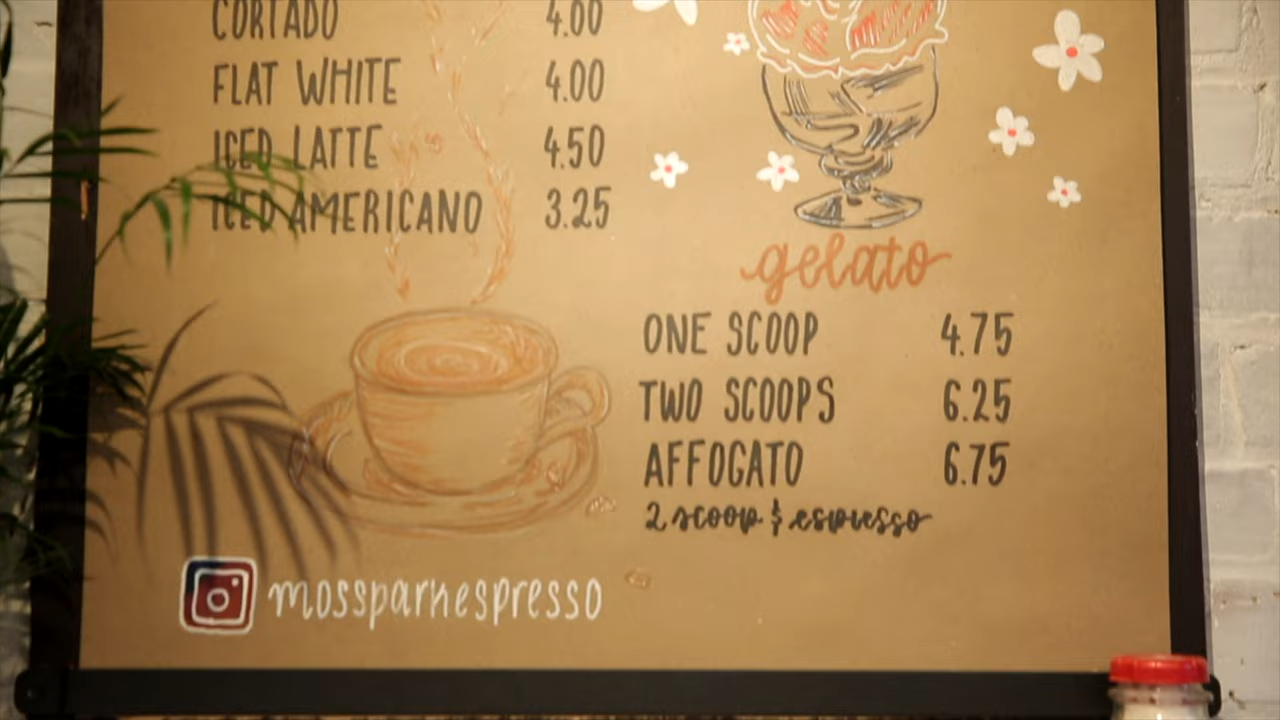 CORTADO 4.00
FLAT WHITE 4.00
ICED LATTE 4.50
ICED AMERICANO 3.25
gelato
ONE SCOOP 4.75
TWO SCOOPS 6.25
AFFOGATO 6.75
2 scoop & espresso
mossparkespresso